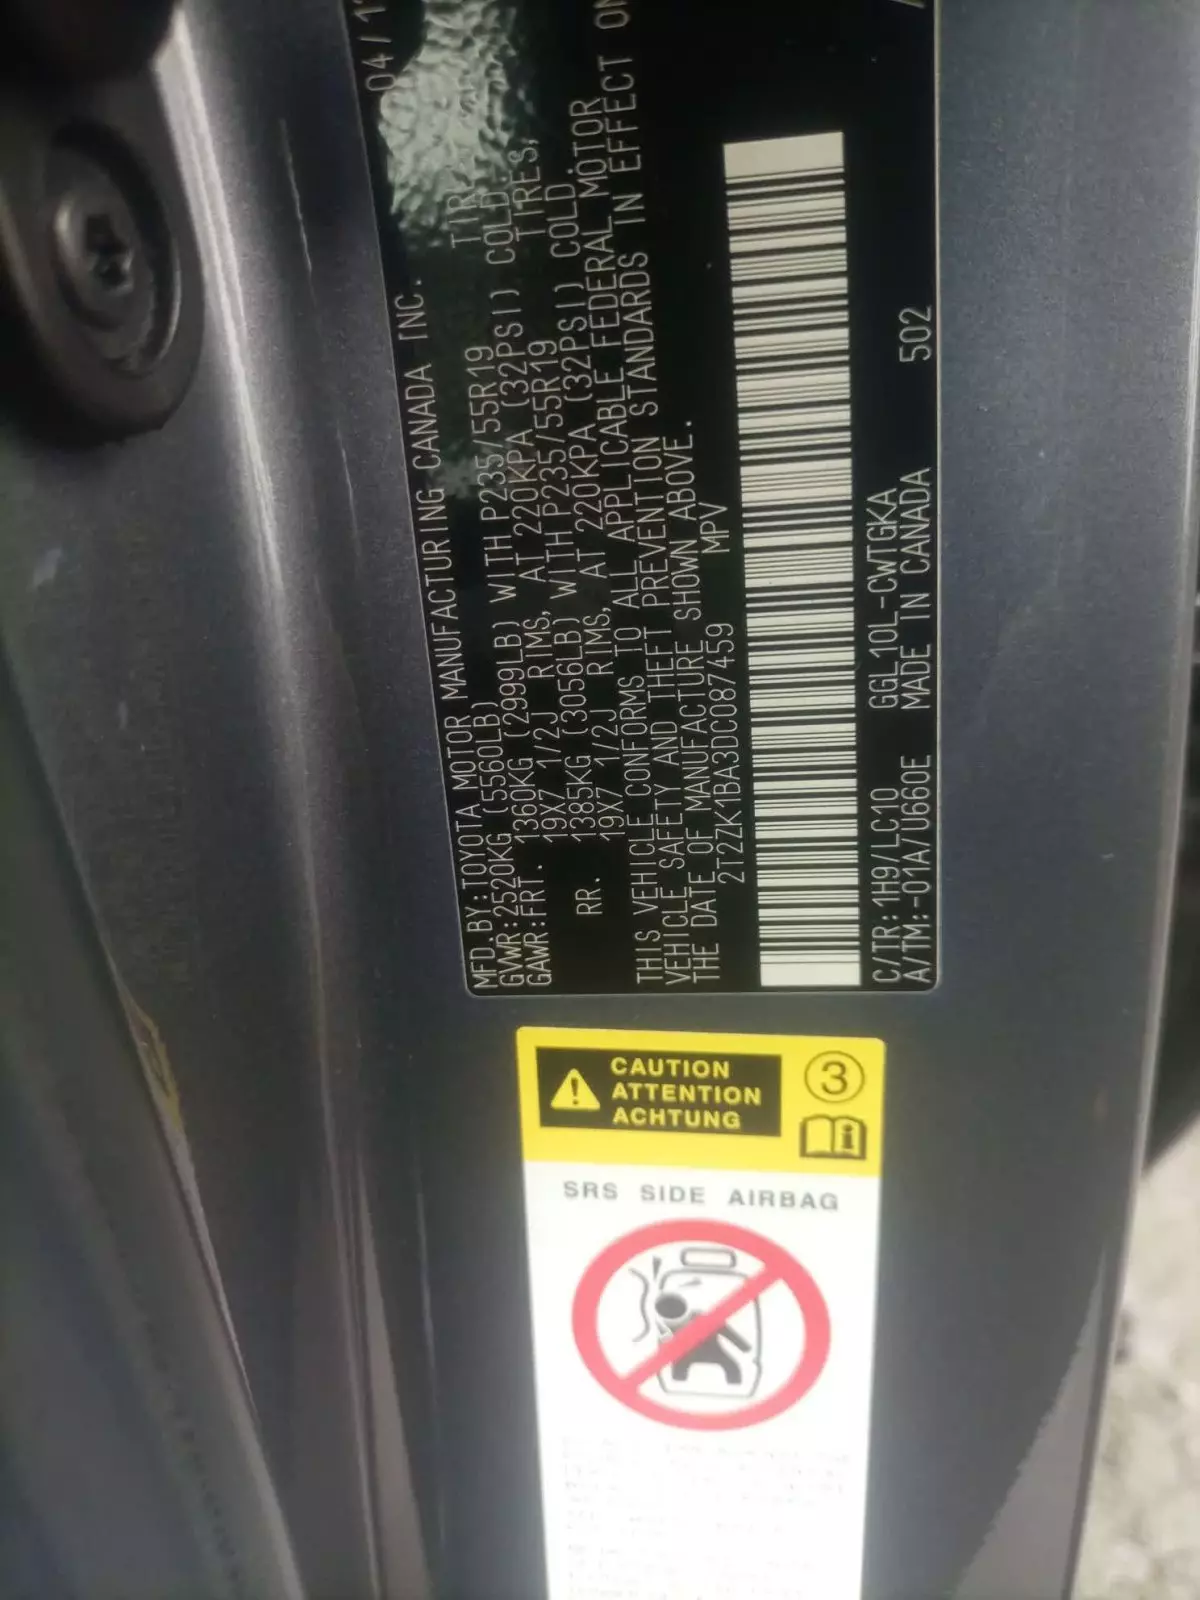 MFD.BY:TOYOTA MOTOR MANUFACTURING CANADA INC. 04/1
GVWR:2520KG (5560LB)
GAWR:FRT. 1360KG (2999LB) WITH P235/55R19
19X7 1/2J RIMS, AT 220KPA (32PSI) COLD.
RR. 1385KG (3056LB) WITH P235/55R19 TIRES,
19X7 1/2J RIMS, AT 220KPA (32PSI) COLD.
THIS VEHICLE CONFORMS TO ALL APPLICABLE FEDERAL MOTOR
VEHICLE SAFETY AND THEFT PREVENTION STANDARDS IN EFFECT ON
THE DATE OF MANUFACTURE SHOWN ABOVE.
2T2ZK1BA3DC087459 MPV
C/TR:1H9/LC10 GGL10L-CWTGKA
A/TM:-01A/U660E MADE IN CANADA 502
CAUTION
ATTENTION
ACHTUNG
3
i
SRS SIDE AIRBAG